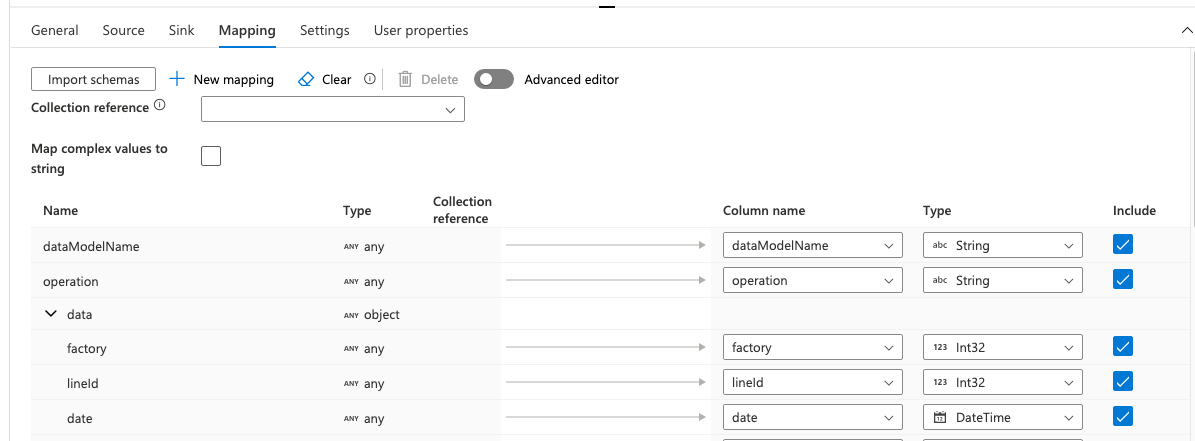 General Source Sink Mapping Settings User properties
Import schemas New mapping Clear Delete Advanced editor
Collection reference
Map complex values to
string
Name Type Collection reference Column name Type Include
dataModelName ANY any dataModelName abc String
operation ANY any operation abc String
data ANY object
factory ANY any factory 123 Int32
lineId ANY any lineId 123 Int32
date ANY any date DateTime